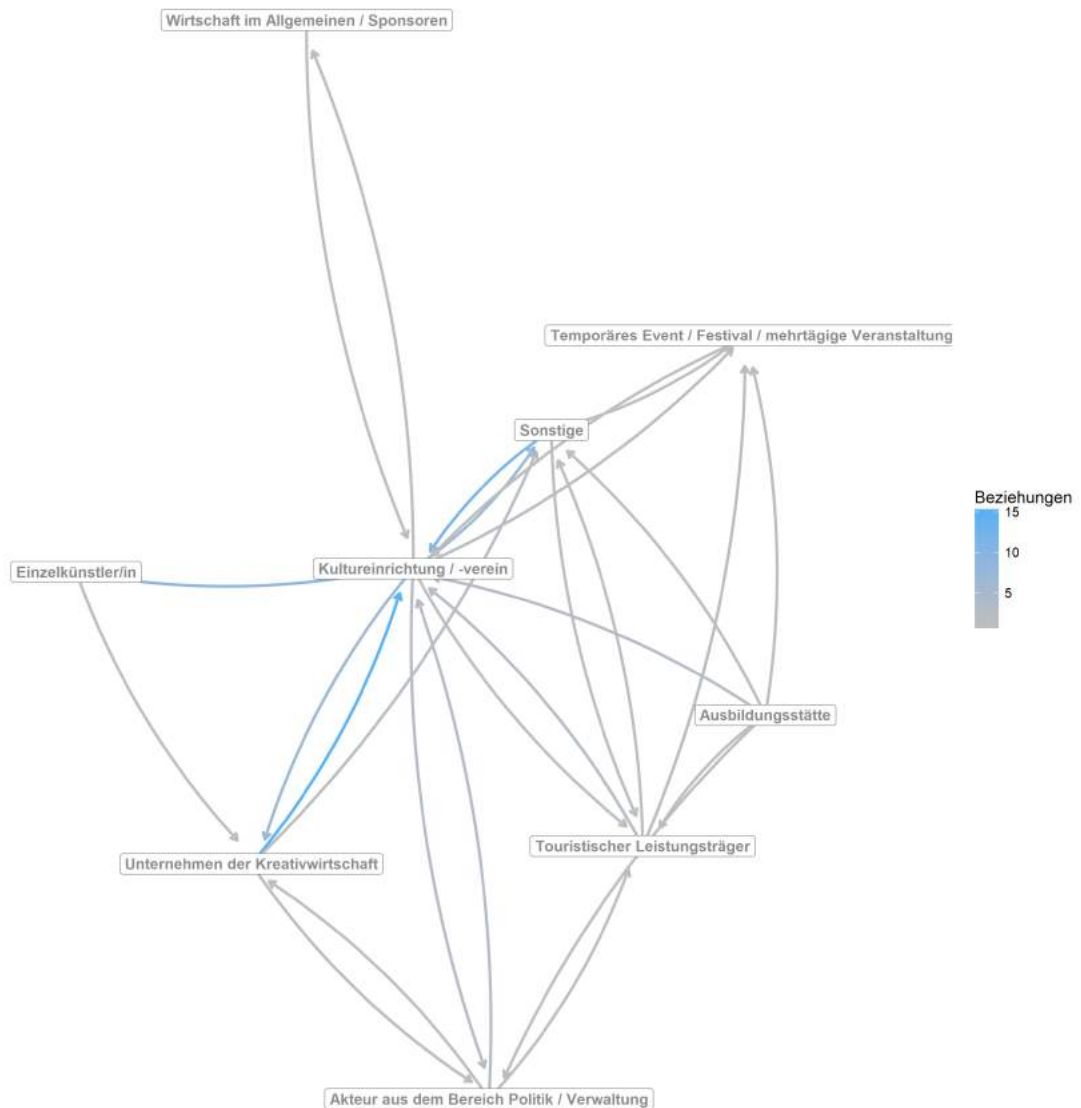 Wirtschaft im Allgemeinen / Sponsoren
Temporäres Event / Festival / mehrtägige Veranstaltung
Sonstige
Beziehungen
15
10
5
Kultureinrichtung / -verein
Einzelkünstler/in
Ausbildungsstätte
Touristischer Leistungsträger
Unternehmen der Kreativwirtschaft
Akteur aus dem Bereich Politik / Verwaltung